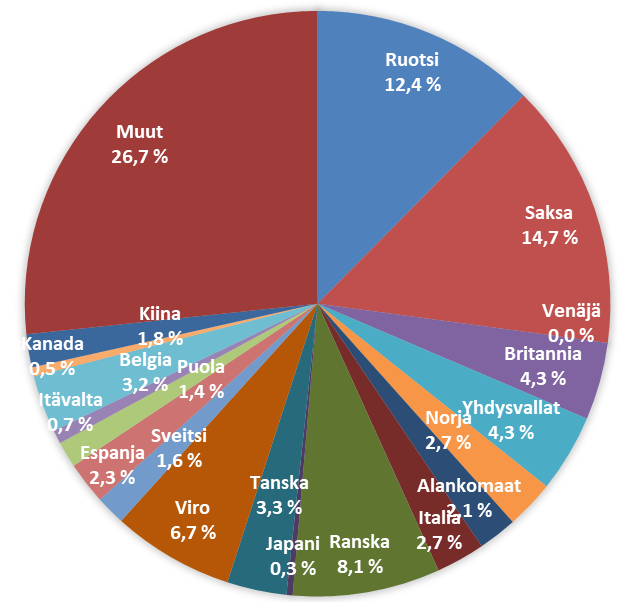 Ruotsi
12,4 %
Saksa
14,7 %
Venäjä
0,0 %
Britannia
4,3 %
Yhdysvallat
4,3 %
Norja
2,7 %
Alankomaat
2,1 %
Italia
2,7 %
Ranska
8,1 %
Japani
0,3 %
Tanska
3,3 %
Viro
6,7 %
Sveitsi
1,6 %
Espanja
2,3 %
Puola
1,4 %
Itävalta
0,7 %
Belgia
3,2 %
Kanada
0,5 %
Kiina
1,8 %
Muut
26,7 %